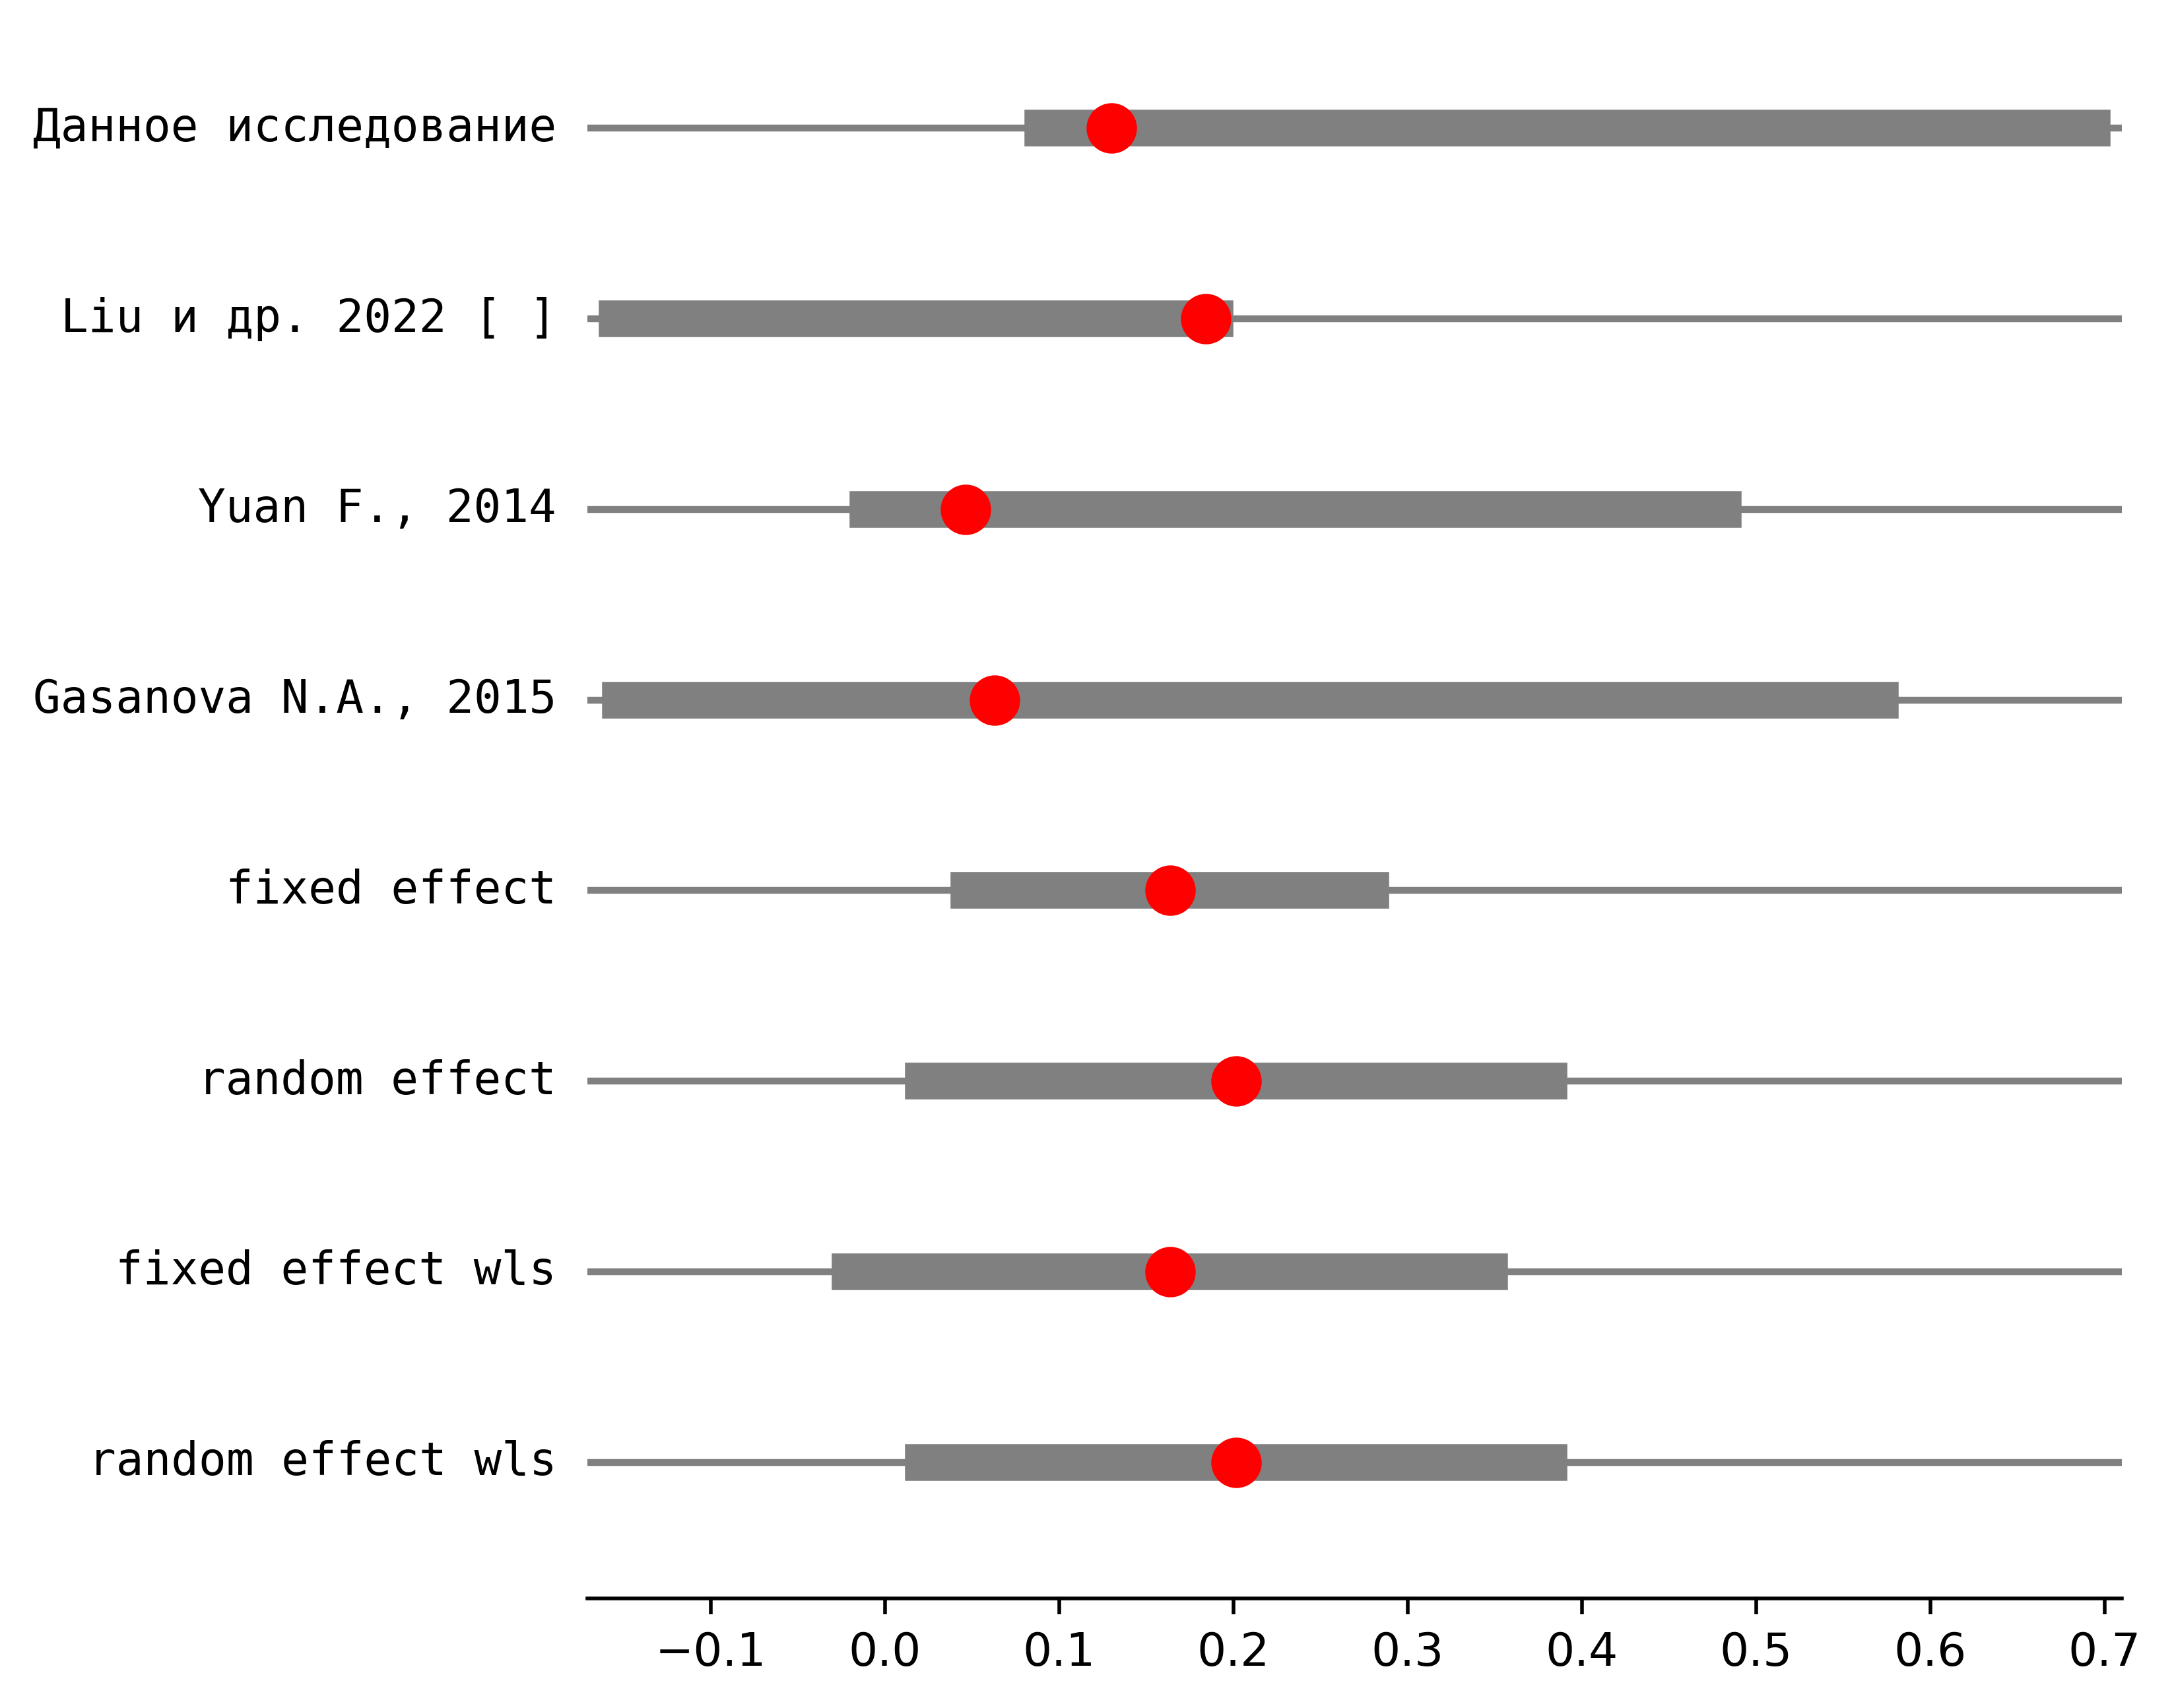 Данное исследование
Liu и др. 2022 [ ]
Yuan F., 2014
Gasanova N.A., 2015
fixed effect
random effect
fixed effect wls
random effect wls
−0.1 0.0 0.1 0.2 0.3 0.4 0.5 0.6 0.7